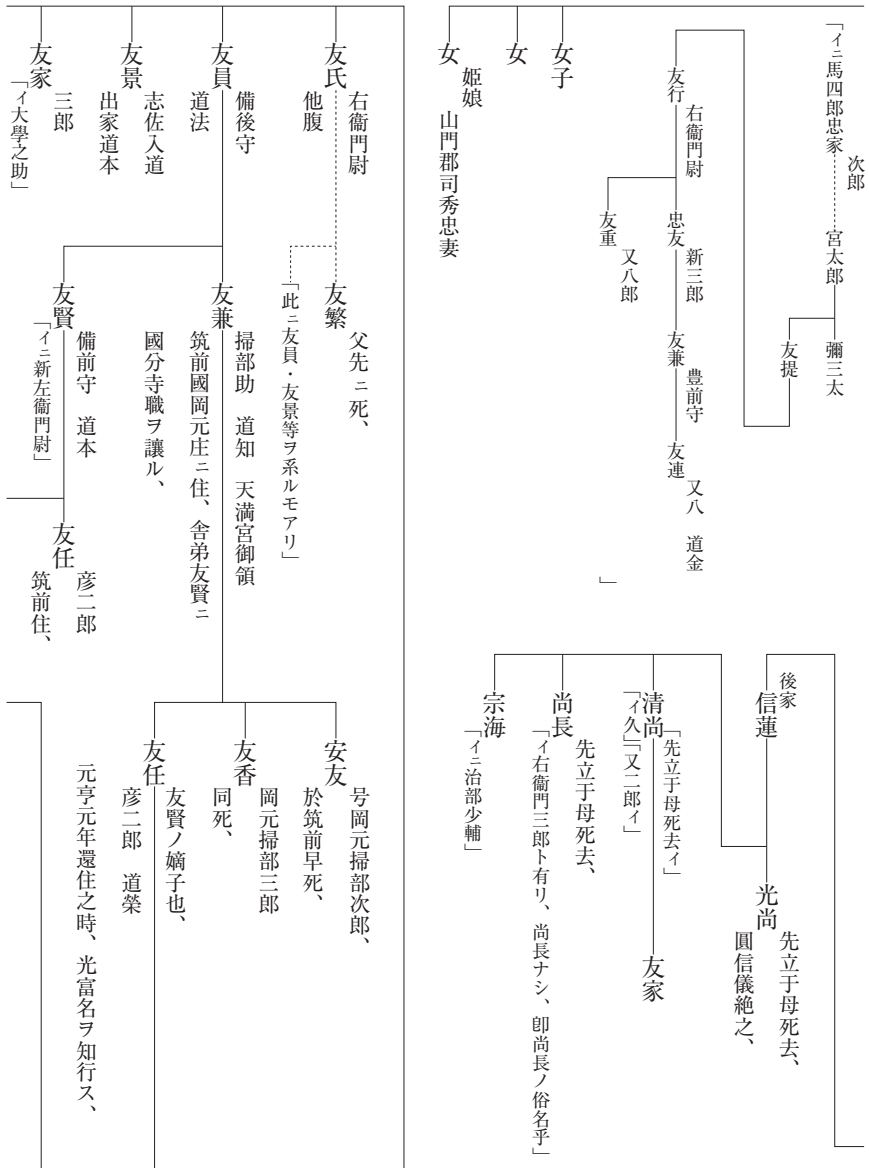 「イニ馬四郎忠家
次郎
宮太郎
彌三太
友提
友行
右衞門尉
忠友
新三郎
友兼
豊前守
友連
又八　道金
友重
又八郎
」
女子
女
女
姫娘　山門郡司秀忠妻
後家
信蓮
光尚
先立于母死去、
圓信儀絶之、
清尚
「先立于母死去イ」
「イ久」「又二郎イ」
友家
尚長
先立于母死去、
「イ右衞門三郎ト有リ、尚長ナシ、卽尚長ノ俗名乎」
宗海
「イニ治部少輔」
友氏
右衞門尉
他腹
友繁
父先ニ死、
「此ニ友員・友景等ヲ系ルモアリ」
友員
備後守
道法
友兼
掃部助　道知　天満宮御領
筑前國岡元庄ニ住、舎弟友賢ニ
國分寺職ヲ讓ル、
安友
号岡元掃部次郎、
於筑前早死、
友香
岡元掃部三郎
同死、
友任
友賢ノ嫡子也、
彦二郎　道榮
元亨元年還住之時、光富名ヲ知行ス、
友賢
備前守　道本
「イニ新左衞門尉」
友任
彦二郎
筑前住、
友景
志佐入道
出家道本
友家
三郎
「イ大學之助」